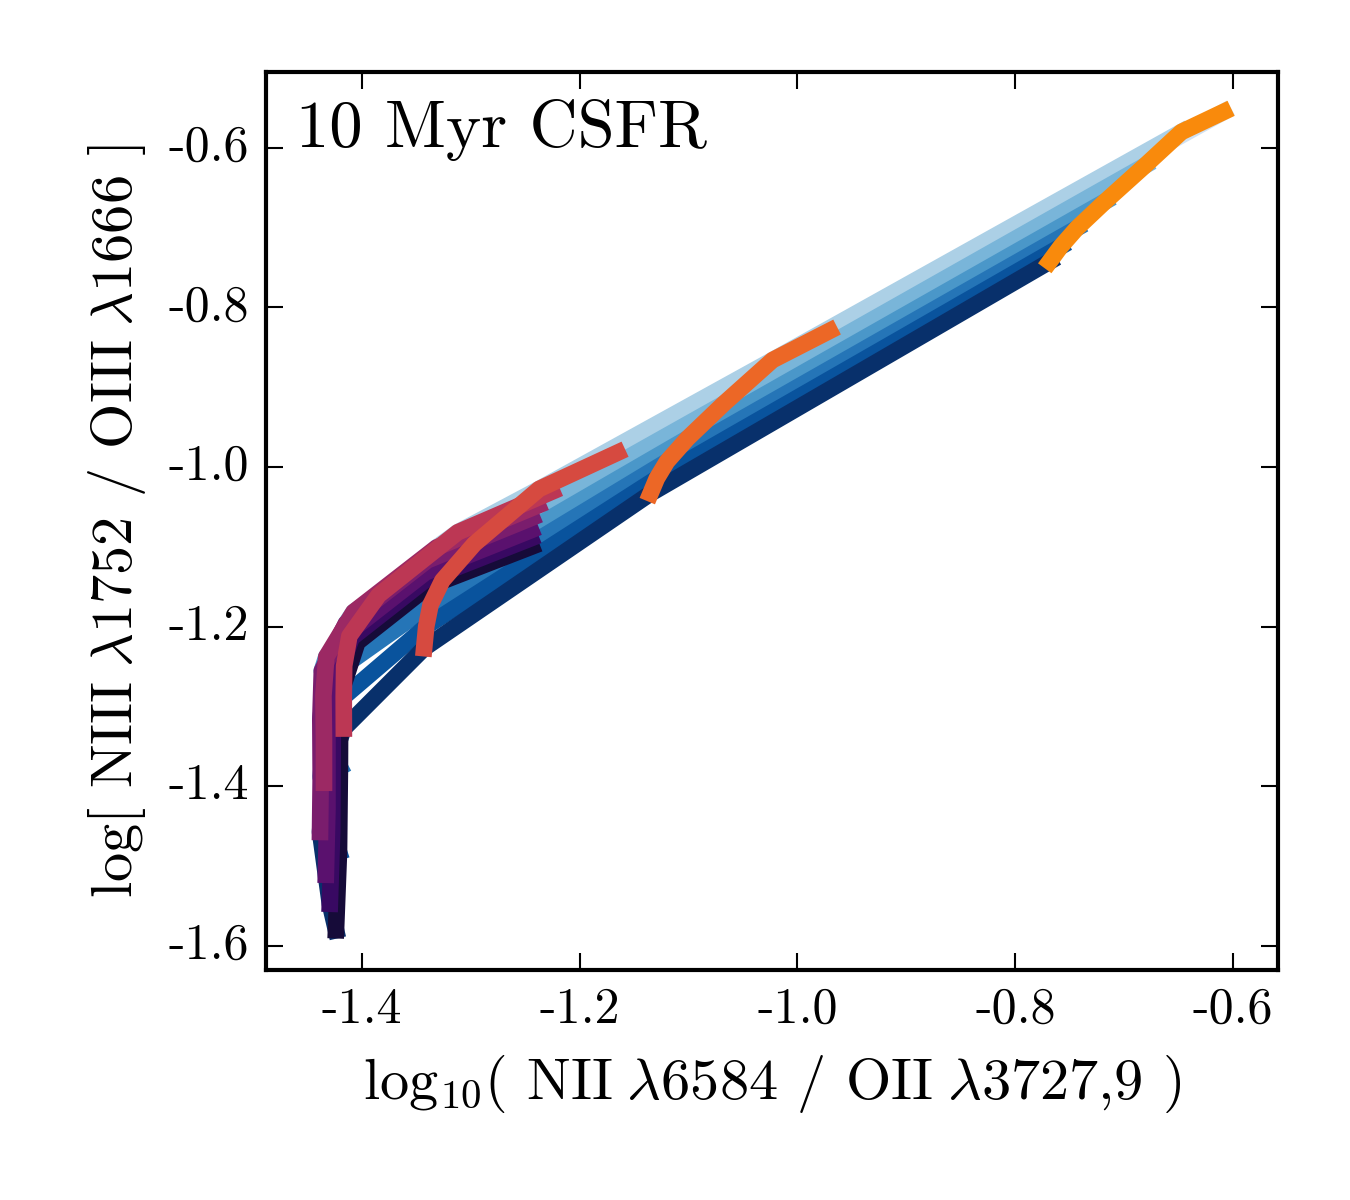 10 Myr CSFR
log[ NIII λ1752 / OIII λ1666 ]
-0.6
-0.8
-1.0
-1.2
-1.4
-1.6
-1.4 -1.2 -1.0 -0.8 -0.6
log₁₀( NII λ6584 / OII λ3727,9 )